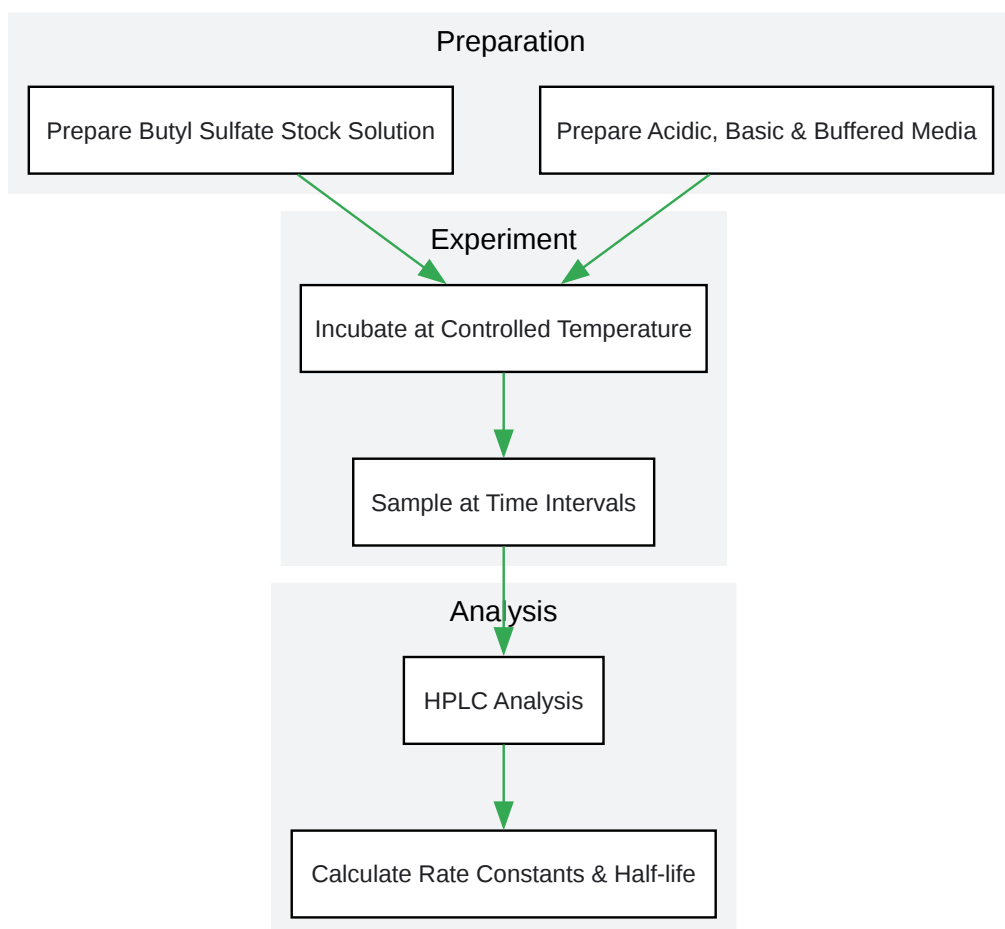 Preparation
Prepare Butyl Sulfate Stock Solution
Prepare Acidic, Basic & Buffered Media
Experiment
Incubate at Controlled Temperature
Sample at Time Intervals
Analysis
HPLC Analysis
Calculate Rate Constants & Half-life